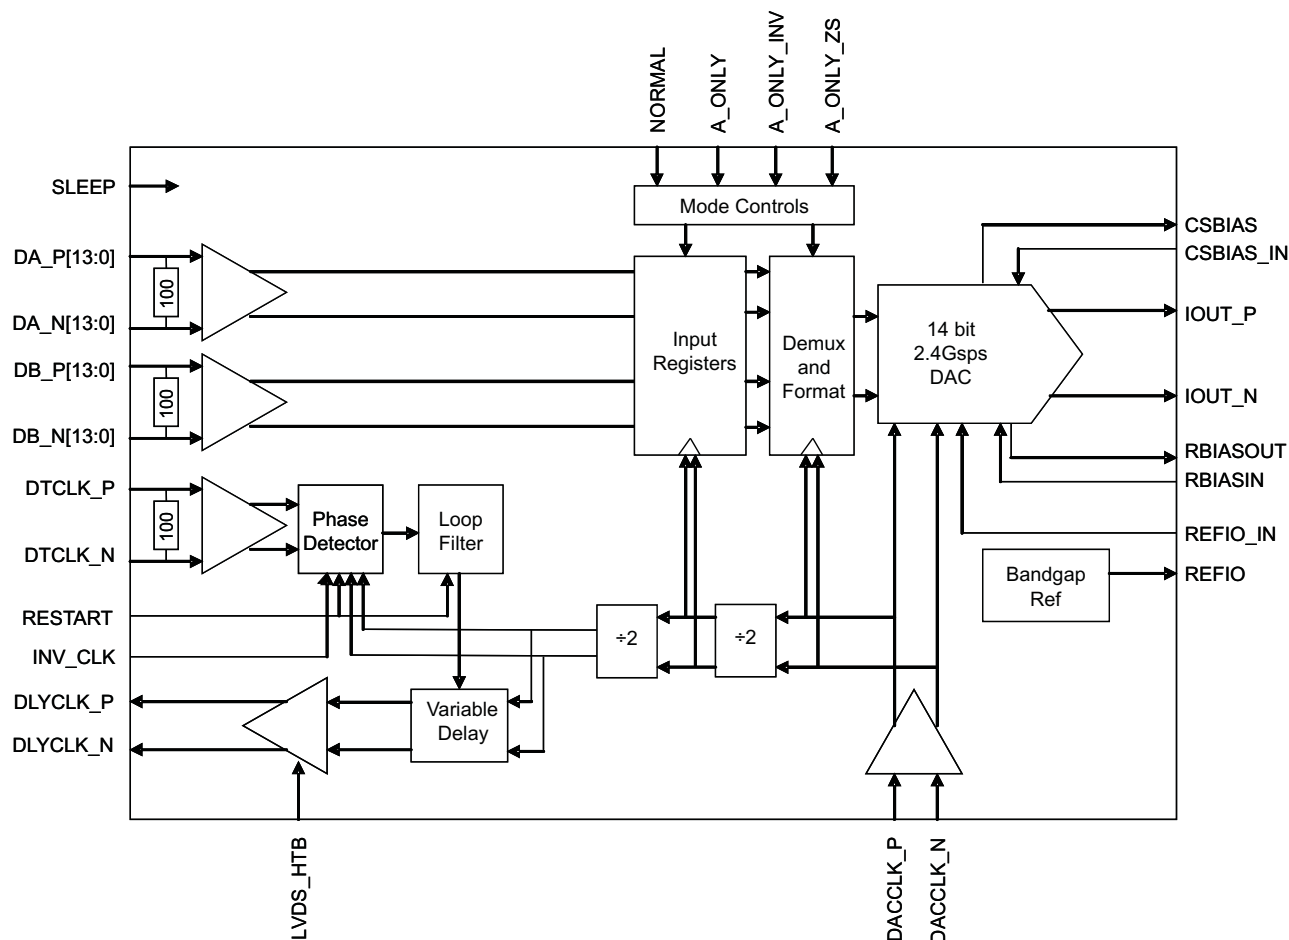 NORMAL
A_ONLY
A_ONLY_INV
A_ONLY_ZS
SLEEP
Mode Controls
DA_P[13:0]
100
DA_N[13:0]
DB_P[13:0]
100
DB_N[13:0]
Input
Registers
Demux
and
Format
14 bit
2.4Gsps
DAC
CSBIAS
CSBIAS_IN
IOUT_P
IOUT_N
RBIASOUT
RBIASIN
REFIO_IN
REFIO
Bandgap
Ref
DTCLK_P
100
DTCLK_N
Phase
Detector
Loop
Filter
RESTART
INV_CLK
÷2
÷2
DLYCLK_P
DLYCLK_N
Variable
Delay
LVDS_HTB
DACCLK_P
DACCLK_N